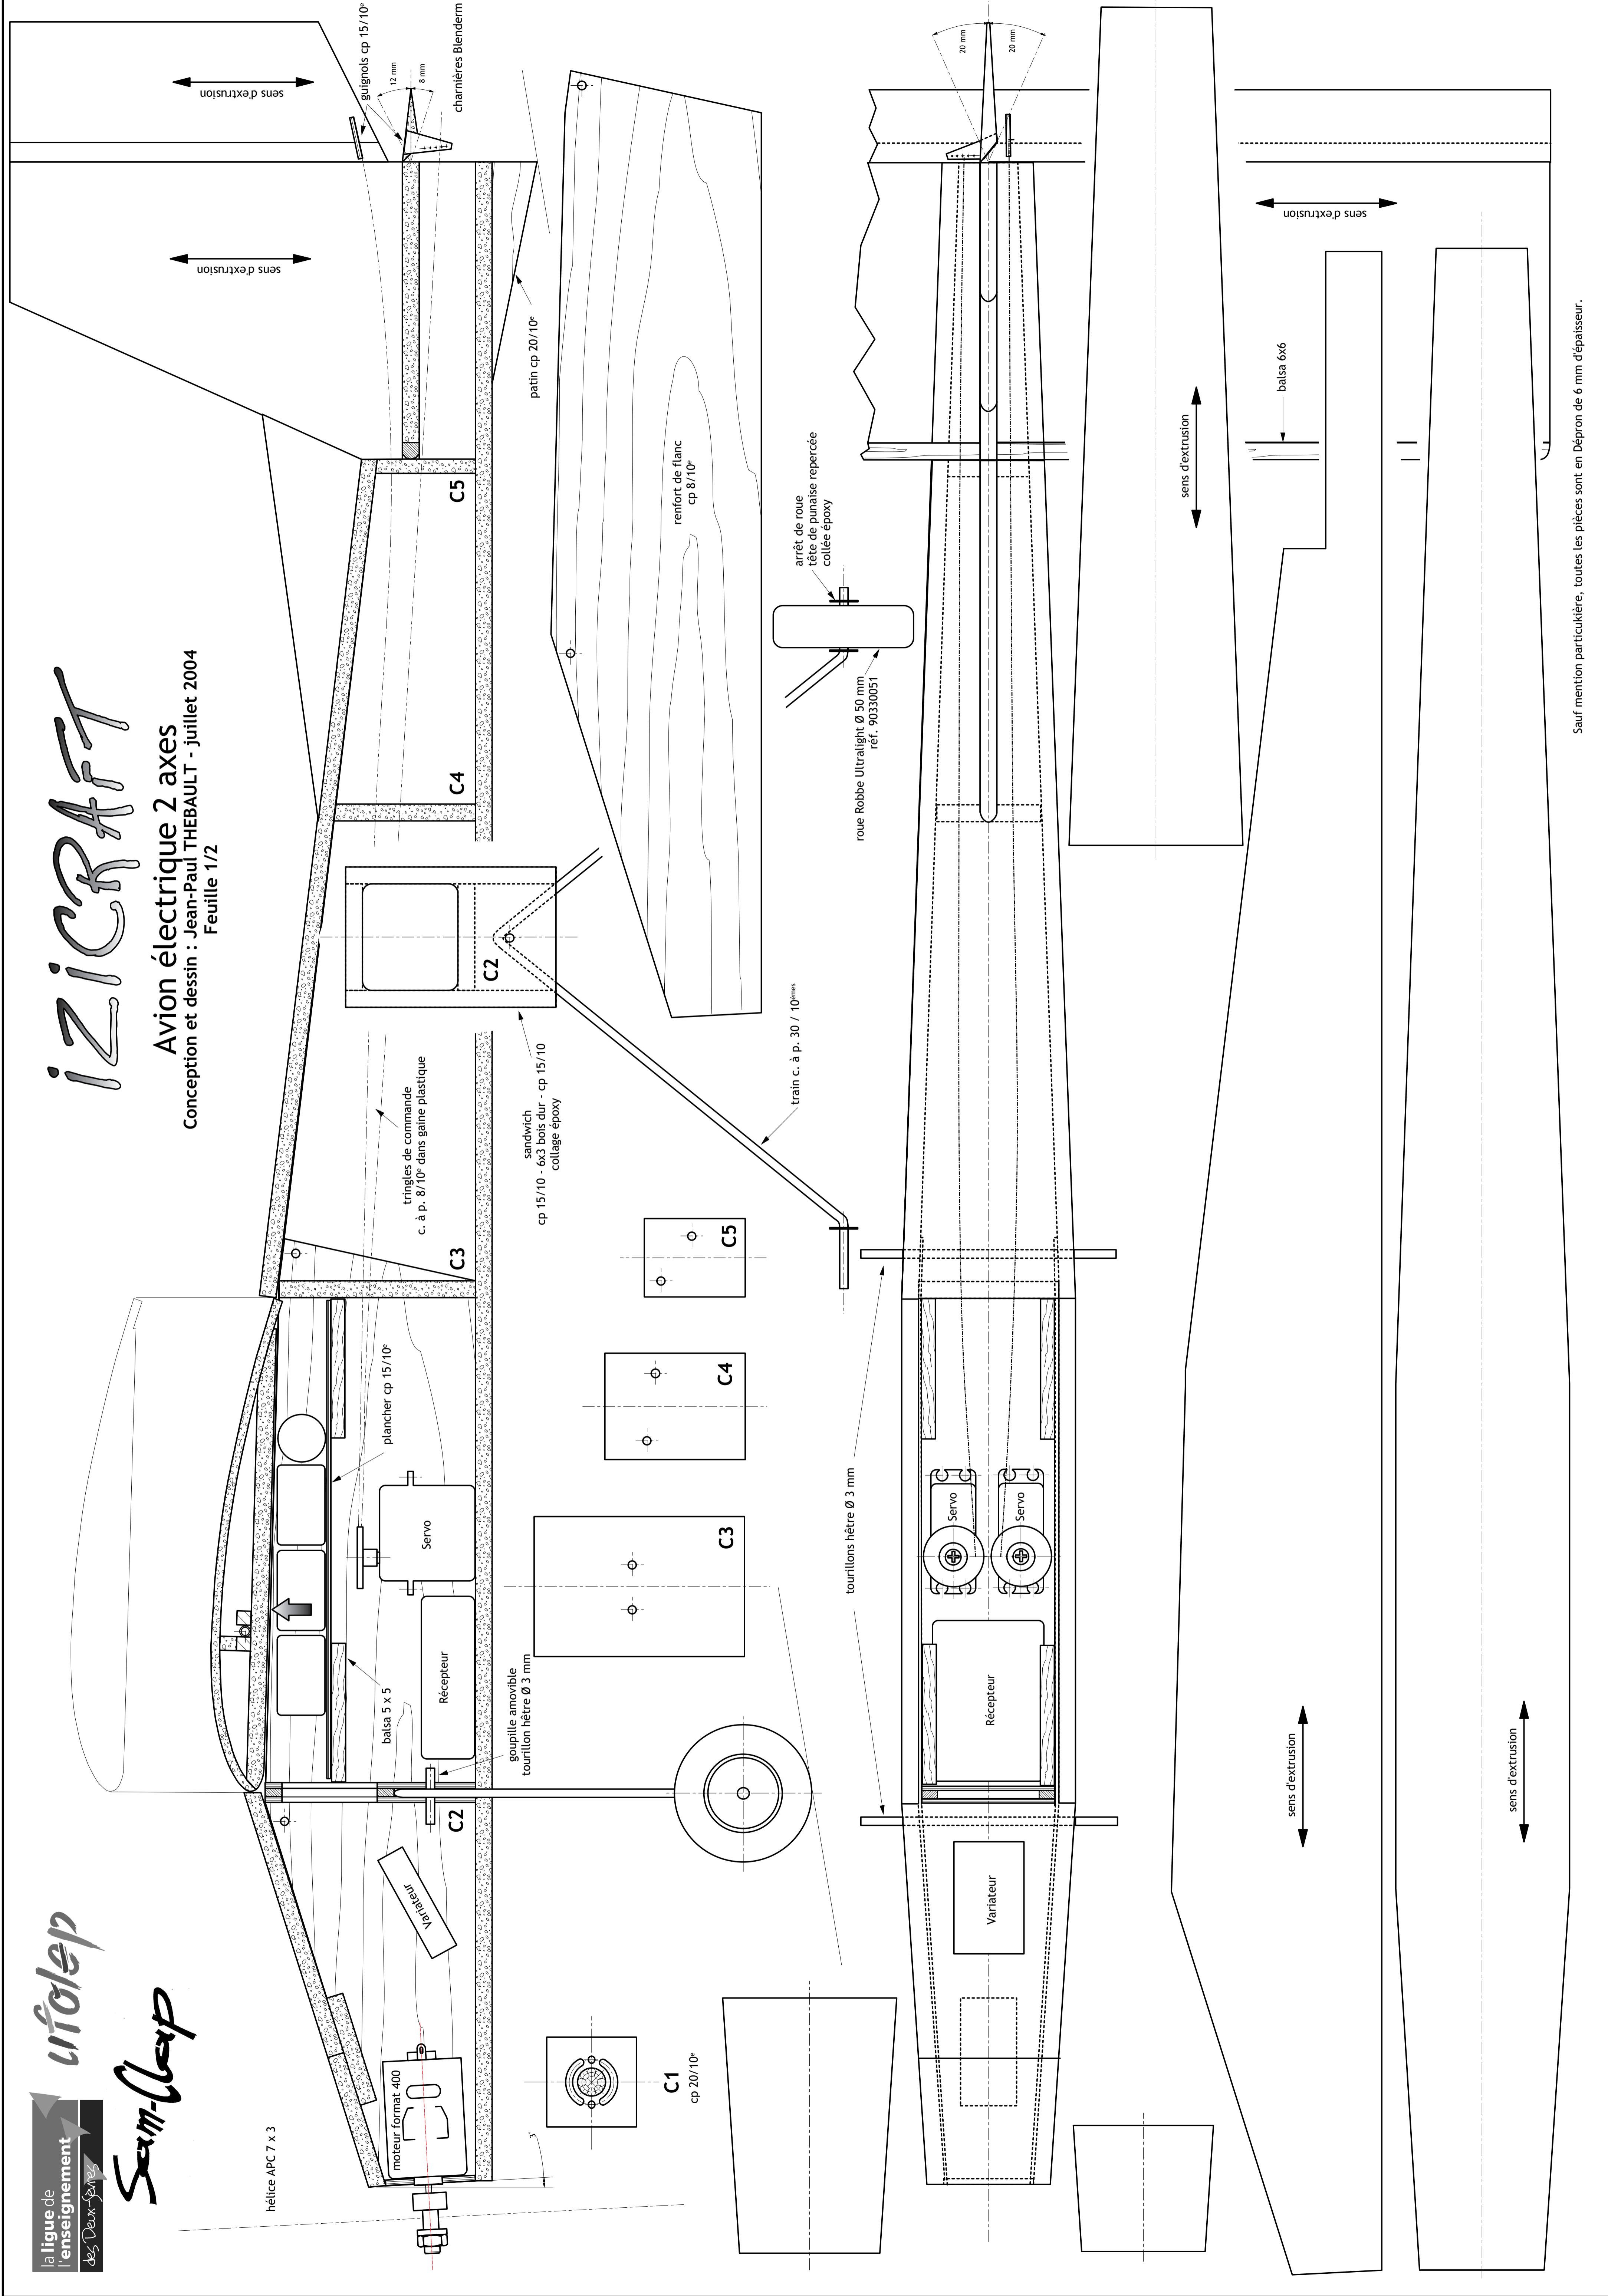 la ligue de
l'enseignement
des Deux-Sèvres
ufolep
Sam-Clap
iZiCRAFT
Avion électrique 2 axes
Conception et dessin : Jean-Paul THEBAULT - juillet 2004
Feuille 1/2
hélice APC 7 x 3
moteur format 400
3°
Variateur
C2
goupille amovible
tourillon hêtre Ø 3 mm
Récepteur
balsa 5 x 5
Servo
plancher cp 15/10e
C3
tringles de commande
c. à p. 8/10e dans gaine plastique
sandwich
cp 15/10 - 6x3 bois dur - cp 15/10
collage époxy
C2
C4
C5
patin cp 20/10e
sens d'extrusion
sens d'extrusion
guignols cp 15/10e
12 mm
8 mm
charnières Blenderm
C1
cp 20/10e
C3
C4
C5
train c. à p. 30 / 10èmes
renfort de flanc
cp 8/10e
roue Robbe Ultralight Ø 50 mm
réf. 90330051
arrêt de roue
tête de punaise repercée
collée époxy
tourillons hêtre Ø 3 mm
Variateur
Récepteur
Servo
Servo
20 mm
20 mm
sens d'extrusion
balsa 6x6
sens d'extrusion
sens d'extrusion
sens d'extrusion
Sauf mention particukière, toutes les pièces sont en Dépron de 6 mm d'épaisseur.